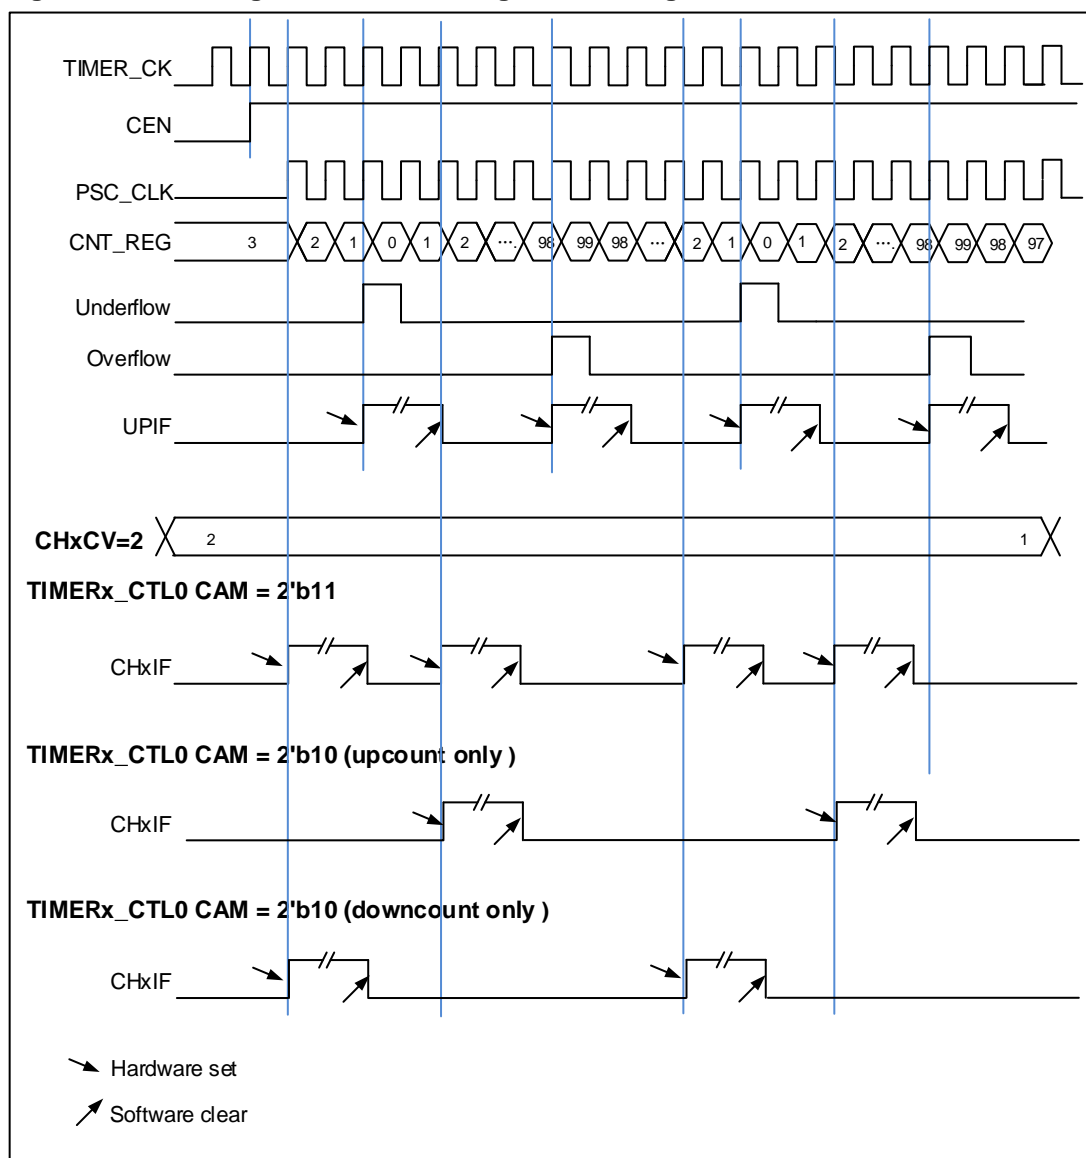 TIMER_CK
CEN
PSC_CLK
CNT_REG 3 2 1 0 1 2 ···. 98 99 98 ··· 2 1 0 1 2 ···. 98 99 98 97
Underflow
Overflow
UPIF
CHxCV=2 2 1
TIMERx_CTL0 CAM = 2'b11
CHxIF
TIMERx_CTL0 CAM = 2'b10 (upcount only )
CHxIF
TIMERx_CTL0 CAM = 2'b10 (downcount only )
CHxIF
Hardware set
Software clear